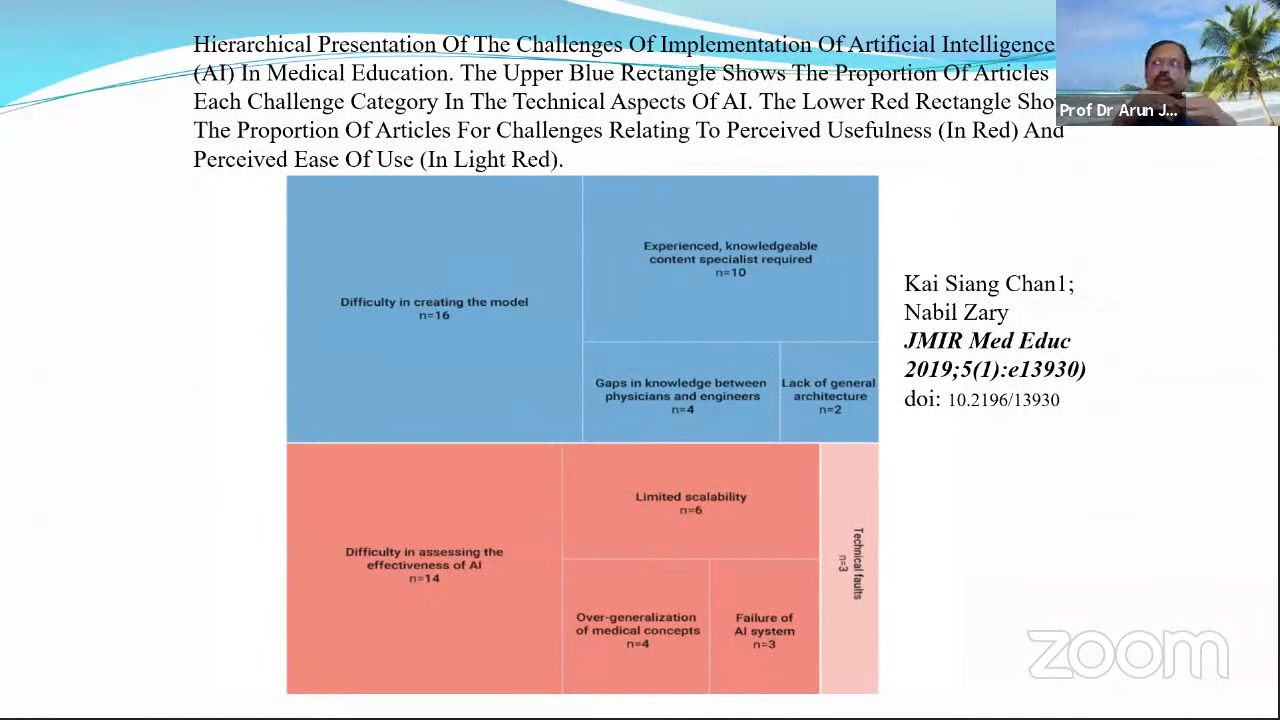 Hierarchical Presentation Of The Challenges Of Implementation Of Artificial Intelligence
(AI) In Medical Education. The Upper Blue Rectangle Shows The Proportion Of Articles
Each Challenge Category In The Technical Aspects Of AI. The Lower Red Rectangle Sho
The Proportion Of Articles For Challenges Relating To Perceived Usefulness (In Red) And
Perceived Ease Of Use (In Light Red).
Prof Dr Arun J...
Difficulty in creating the model
n=16
Experienced, knowledgeable
content specialist required
n=10
Gaps in knowledge between
physicians and engineers
n=4
Lack of general
architecture
n=2
Difficulty in assessing the
effectiveness of AI
n=14
Limited scalability
n=6
Over-generalization
of medical concepts
n=4
Failure of
AI system
n=3
Technical faults
n=3
Kai Siang Chan1;
Nabil Zary
JMIR Med Educ
2019;5(1):e13930)
doi: 10.2196/13930
zoom